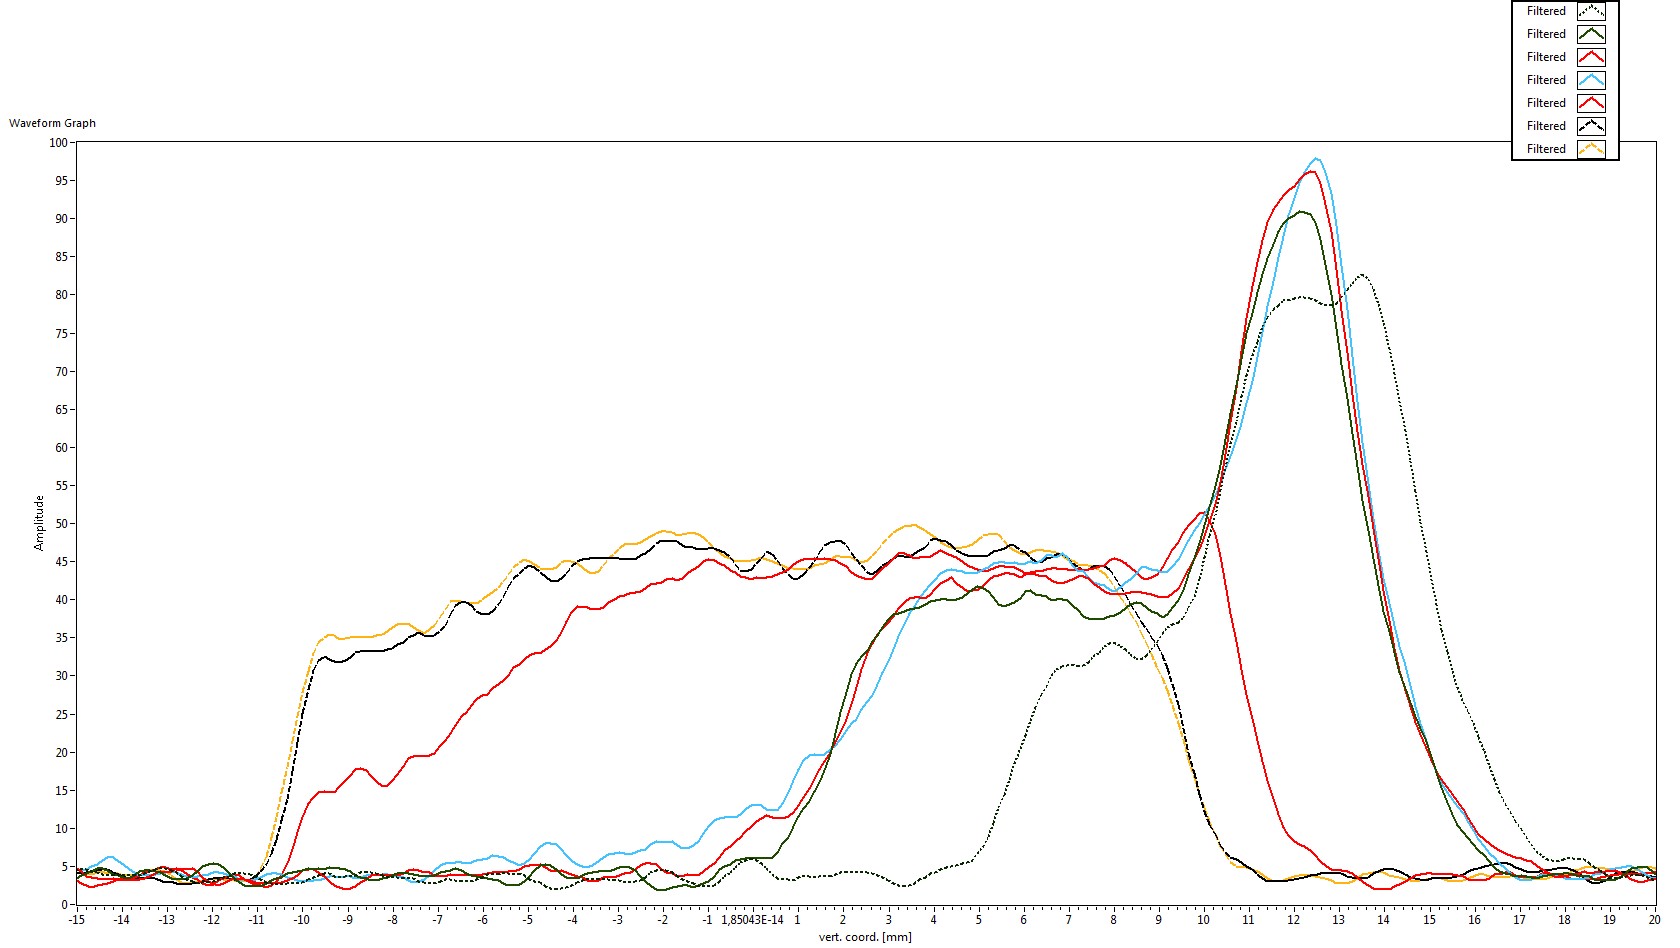 Filtered
Filtered
Filtered
Filtered
Filtered
Filtered
Filtered
Waveform Graph
100
95
90
85
80
75
70
65
60
55
50
45
40
35
30
25
20
15
10
5
0
Amplitude
-15 -14 -13 -12 -11 -10 -9 -8 -7 -6 -5 -4 -3 -2 -1 1,85043E-14 1 2 3 4 5 6 7 8 9 10 11 12 13 14 15 16 17 18 19 20
vert. coord. [mm]